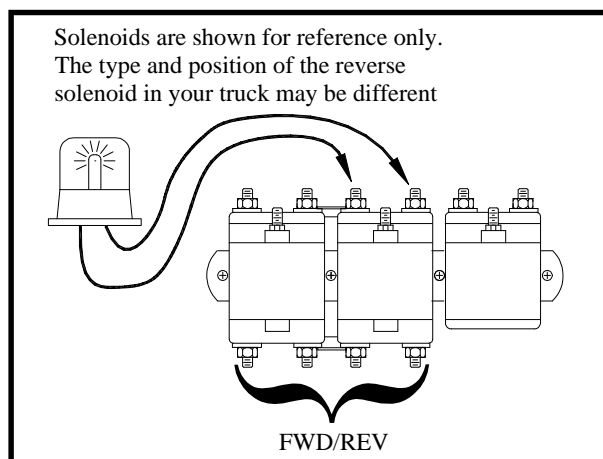 Solenoids are shown for reference only.
The type and position of the reverse
solenoid in your truck may be different
FWD/REV